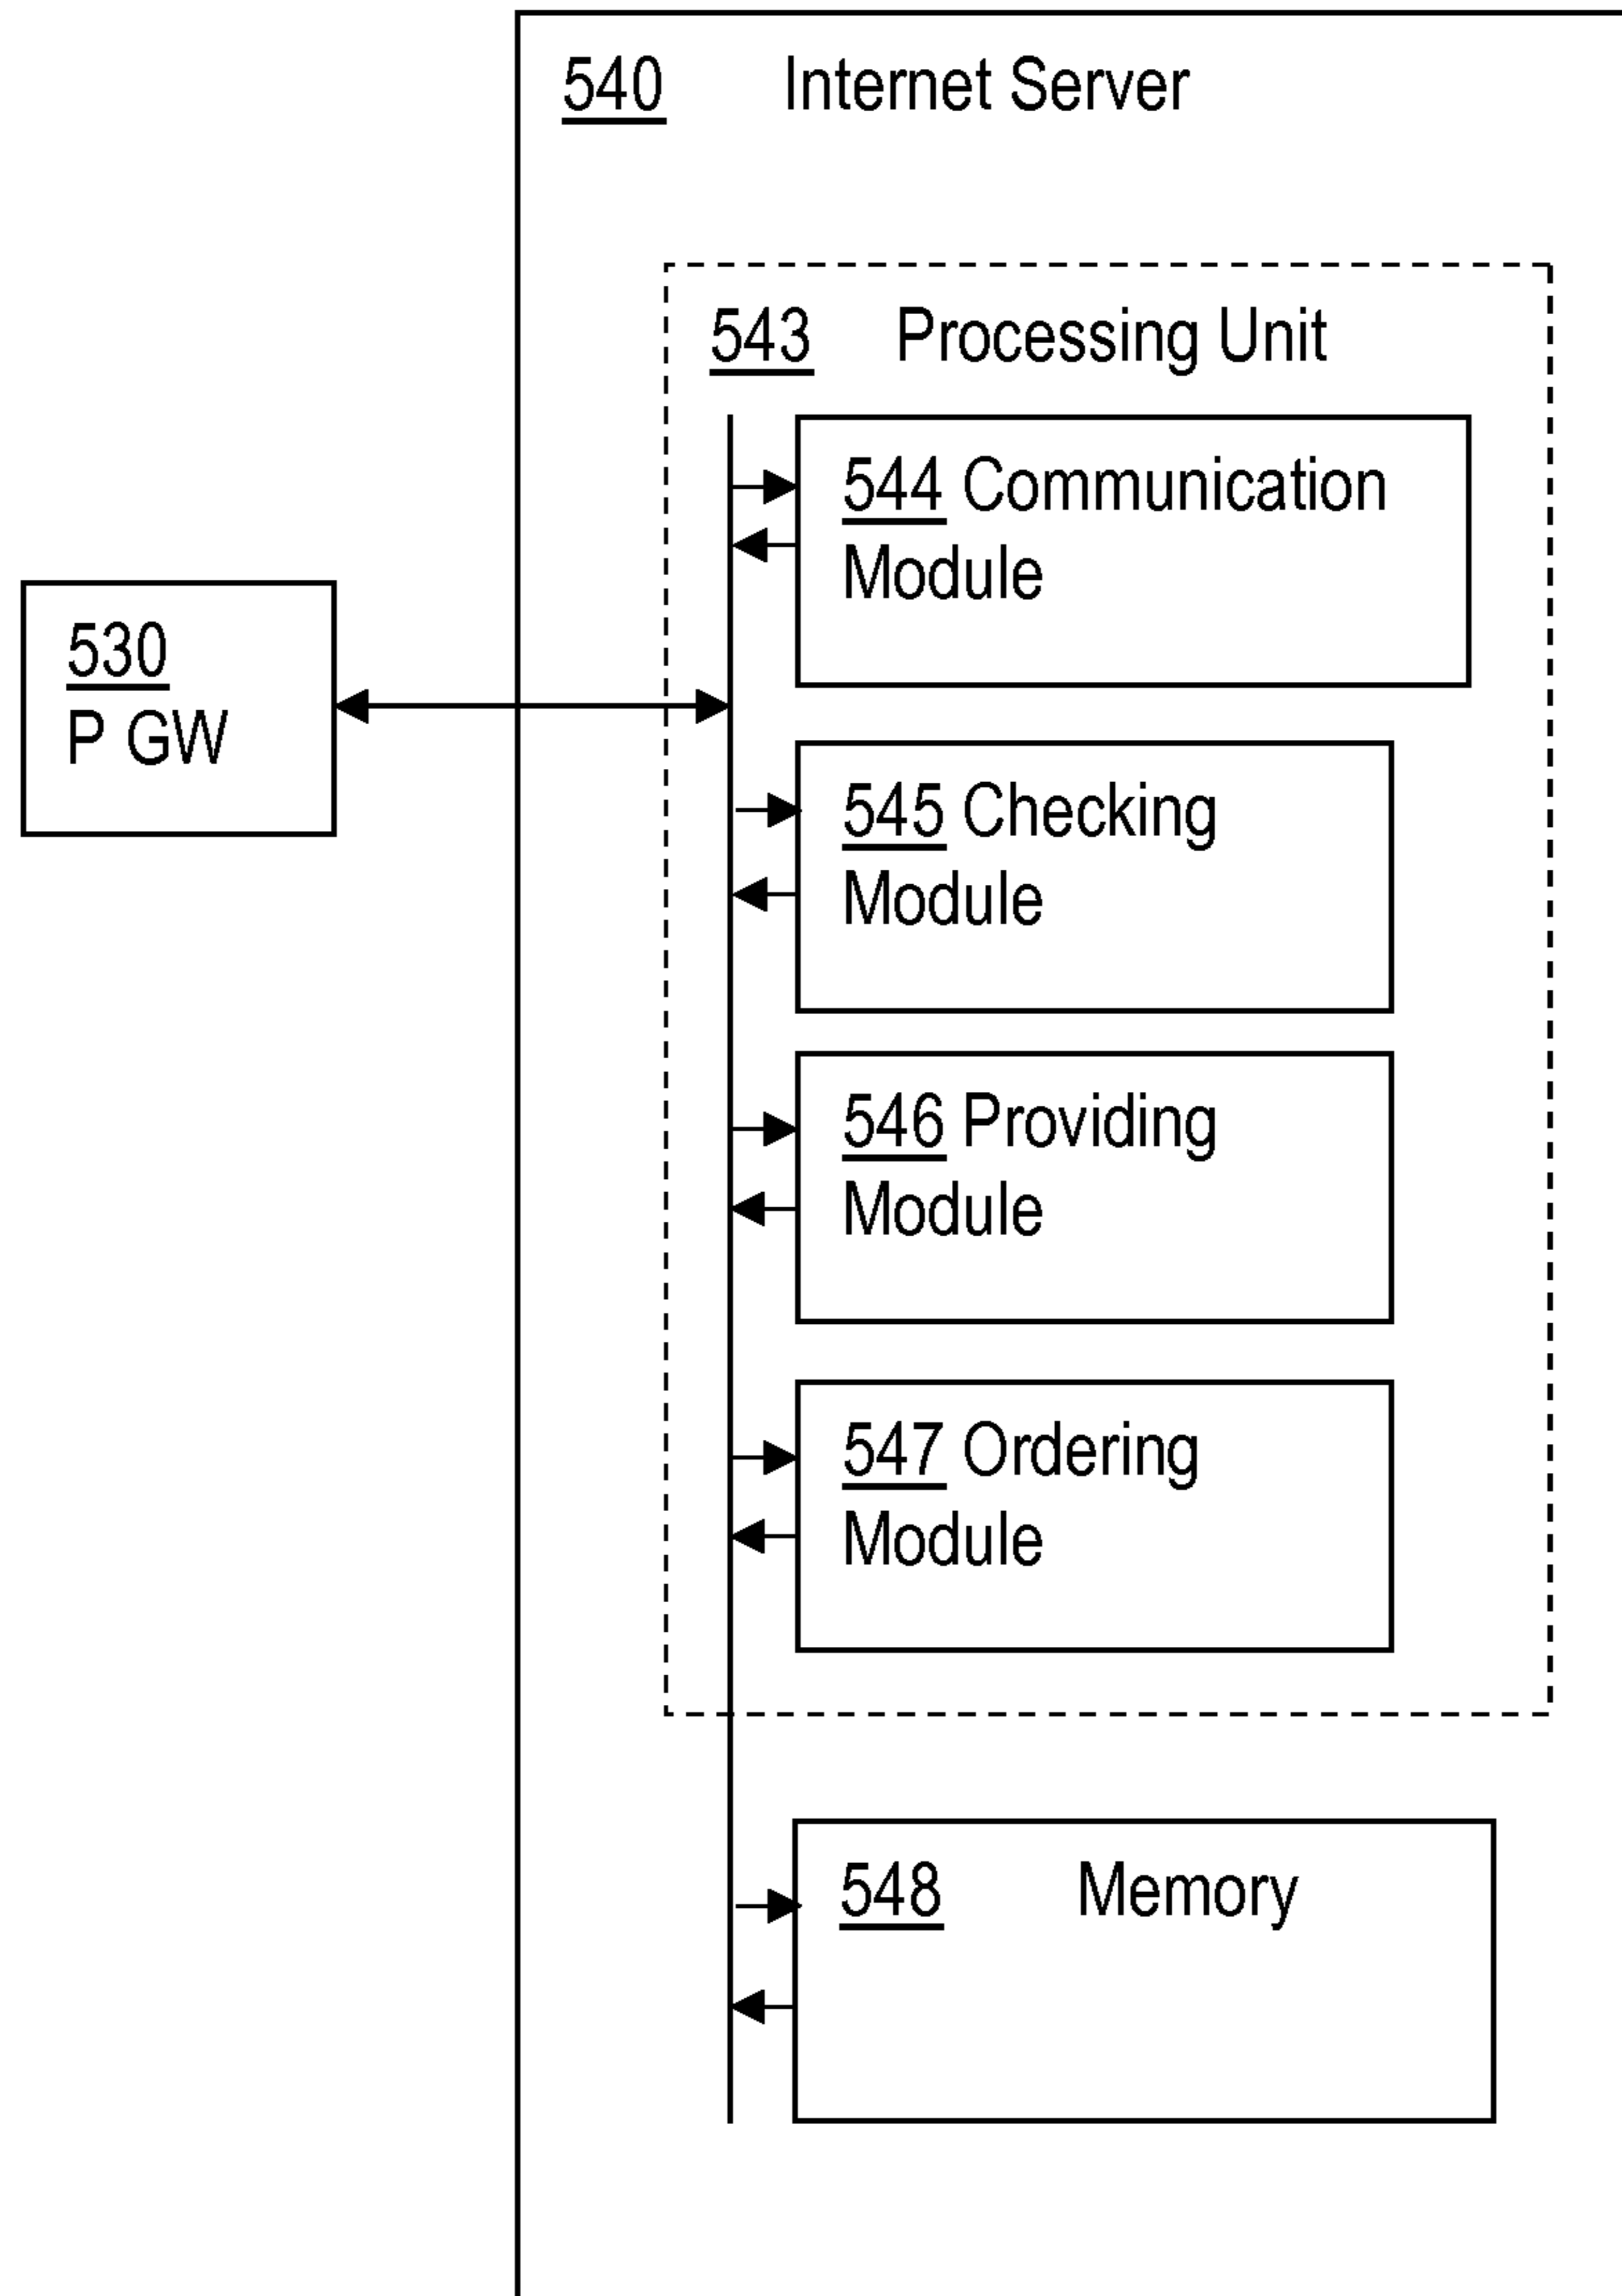 540 Internet Server
543 Processing Unit
544 Communication
Module
530
P GW
545 Checking
Module
546 Providing
Module
547 Ordering
Module
548 Memory